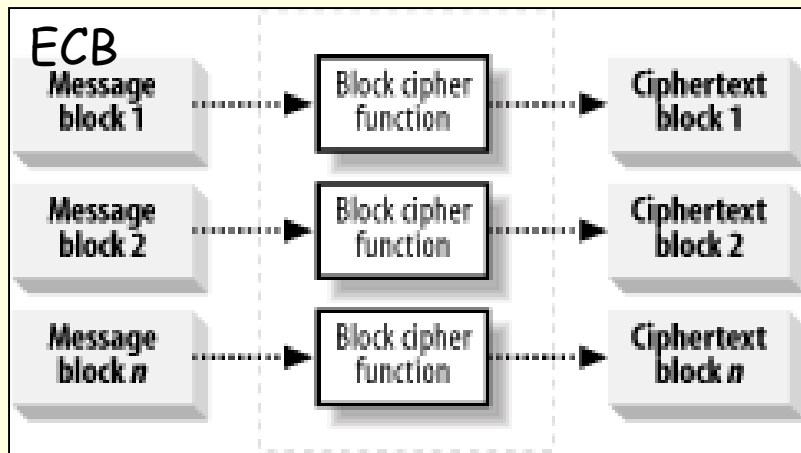 ECB
Message block 1
Block cipher function
Ciphertext block 1
Message block 2
Block cipher function
Ciphertext block 2
Message block n
Block cipher function
Ciphertext block n